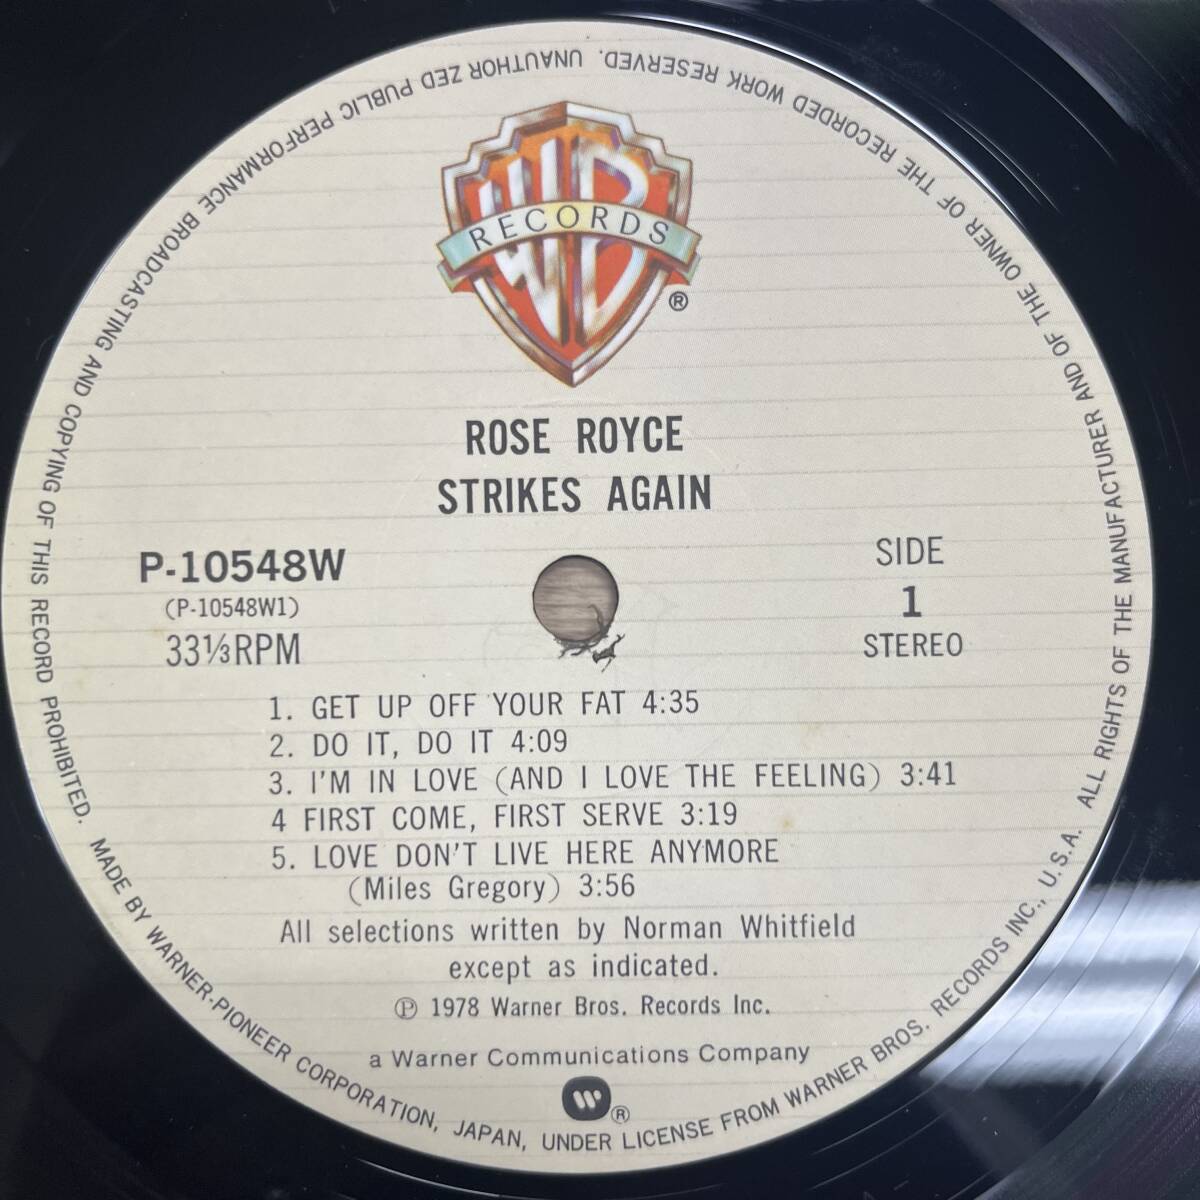 WB
RECORDS
®
ROSE ROYCE
STRIKES AGAIN
P-10548W
(P-10548W1)
33⅓RPM
SIDE
1
STEREO
1. GET UP OFF YOUR FAT 4:35
2. DO IT, DO IT 4:09
3. I'M IN LOVE (AND I LOVE THE FEELING) 3:41
4 FIRST COME, FIRST SERVE 3:19
5. LOVE DON'T LIVE HERE ANYMORE
(Miles Gregory) 3:56
All selections written by Norman Whitfield
except as indicated.
℗ 1978 Warner Bros. Records Inc.
a Warner Communications Company
W ®
MADE BY WARNER-PIONEER CORPORATION, JAPAN, UNDER LICENSE FROM WARNER BROS. RECORDS INC., U.S.A. ALL RIGHTS OF THE MANUFACTURER AND OF THE OWNER OF THE RECORDED WORK RESERVED. UNAUTHOR ZED PUBLIC PERFORMANCE BROADCASTING AND COPYING OF THIS RECORD PROHIBITED.